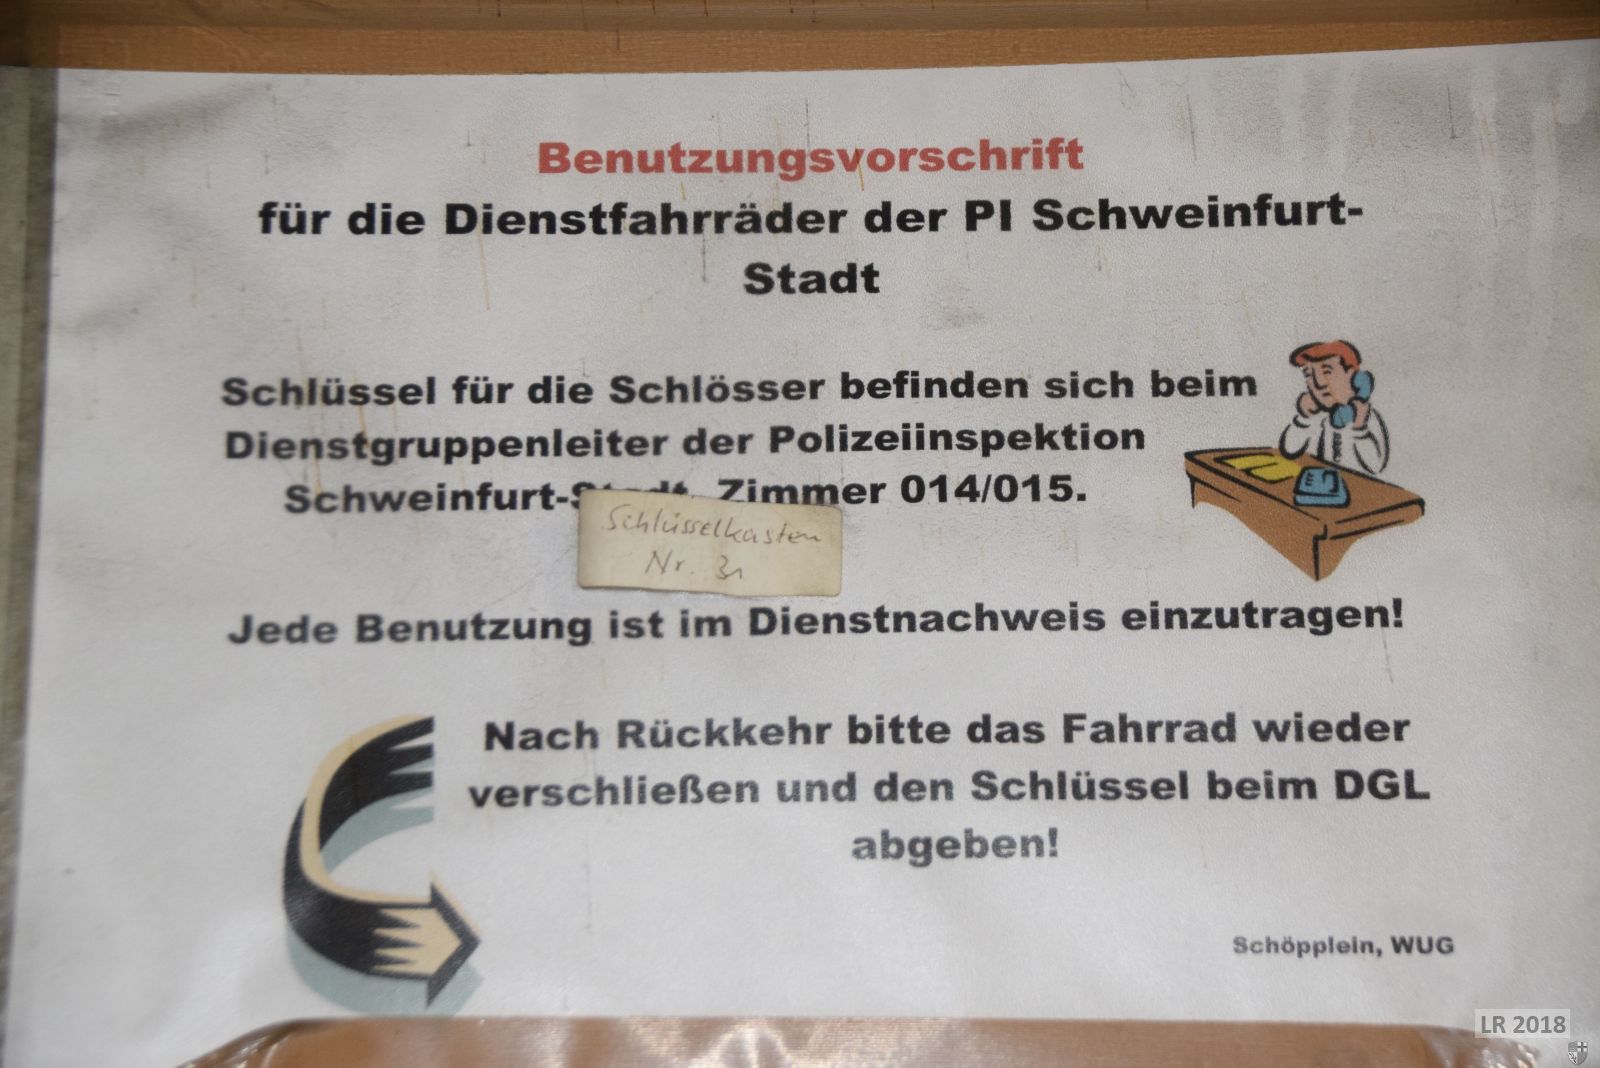 Benutzungsvorschrift
für die Dienstfahrräder der PI Schweinfurt-
Stadt
Schlüssel für die Schlösser befinden sich beim
Dienstgruppenleiter der Polizeiinspektion
Schweinfurt-Stadt, Zimmer 014/015.
Schlüsselkasten
Nr. 31
Jede Benutzung ist im Dienstnachweis einzutragen!
Nach Rückkehr bitte das Fahrrad wieder
verschließen und den Schlüssel beim DGL
abgeben!
Schöpplein, WUG
LR 2018